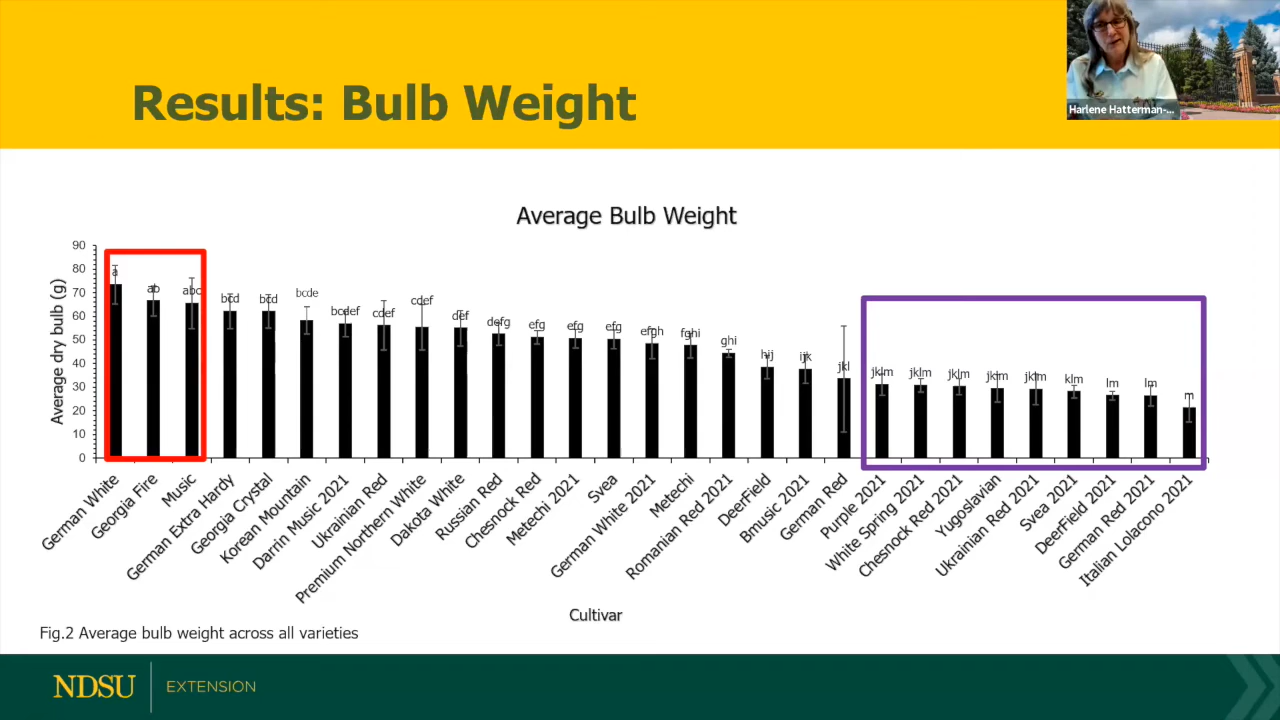 Results: Bulb Weight
Harlene Hatterman-...
Average Bulb Weight
Average dry bulb (g)
90
80
70
60
50
40
30
20
10
0
a
ab
abc
bcd
bcd
bcde
bcdef
cdef
cdef
def
defg
efg
efg
efg
efgh
fghi
ghi
hij
ijk
jkl
jklm
jklm
jklm
jklm
jklm
klm
lm
lm
m
German White
Georgia Fire
Music
German Extra Hardy
Georgia Crystal
Korean Mountain
Darrin Music 2021
Ukrainian Red
Premium Northern White
Dakota White
Russian Red
Chesnock Red
Metechi 2021
Svea
German White 2021
Metechi
Romanian Red 2021
DeerField
Bmusic 2021
German Red
Purple 2021
White Spring 2021
Chesnock Red 2021
Yugoslavian
Ukrainian Red 2021
Svea 2021
DeerField 2021
German Red 2021
Italian Lolacono 2021
Cultivar
Fig.2 Average bulb weight across all varieties
NDSU EXTENSION